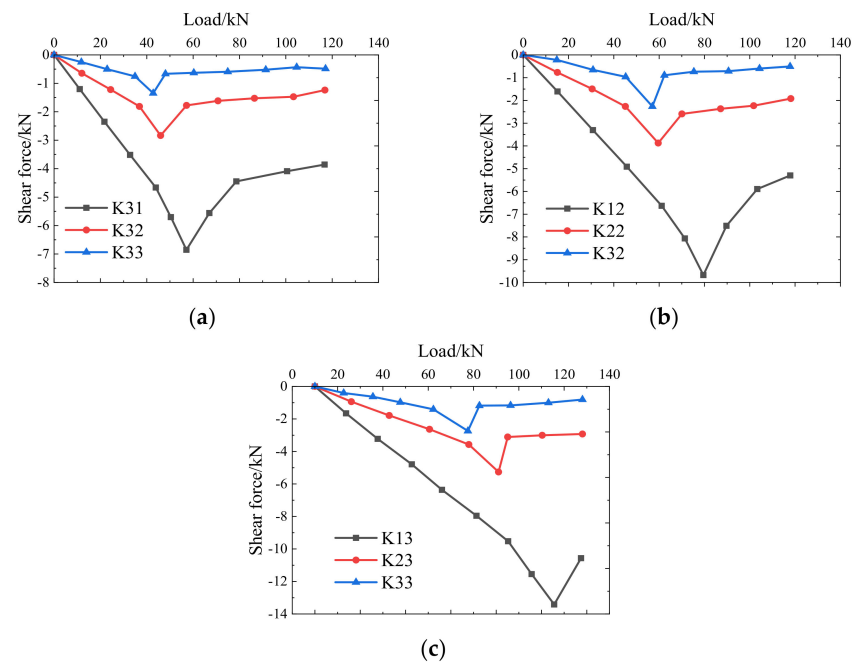 Load/kN
0 20 40 60 80 100 120 140
0
-1
-2
-3
-4
-5
-6
-7
-8
Shear force/kN
K31
K32
K33
(a)
Load/kN
0 20 40 60 80 100 120 140
0
-1
-2
-3
-4
-5
-6
-7
-8
-9
-10
Shear force/kN
K12
K22
K32
(b)
Load/kN
0 20 40 60 80 100 120 140
0
-2
-4
-6
-8
-10
-12
-14
Shear force/kN
K13
K23
K33
(c)